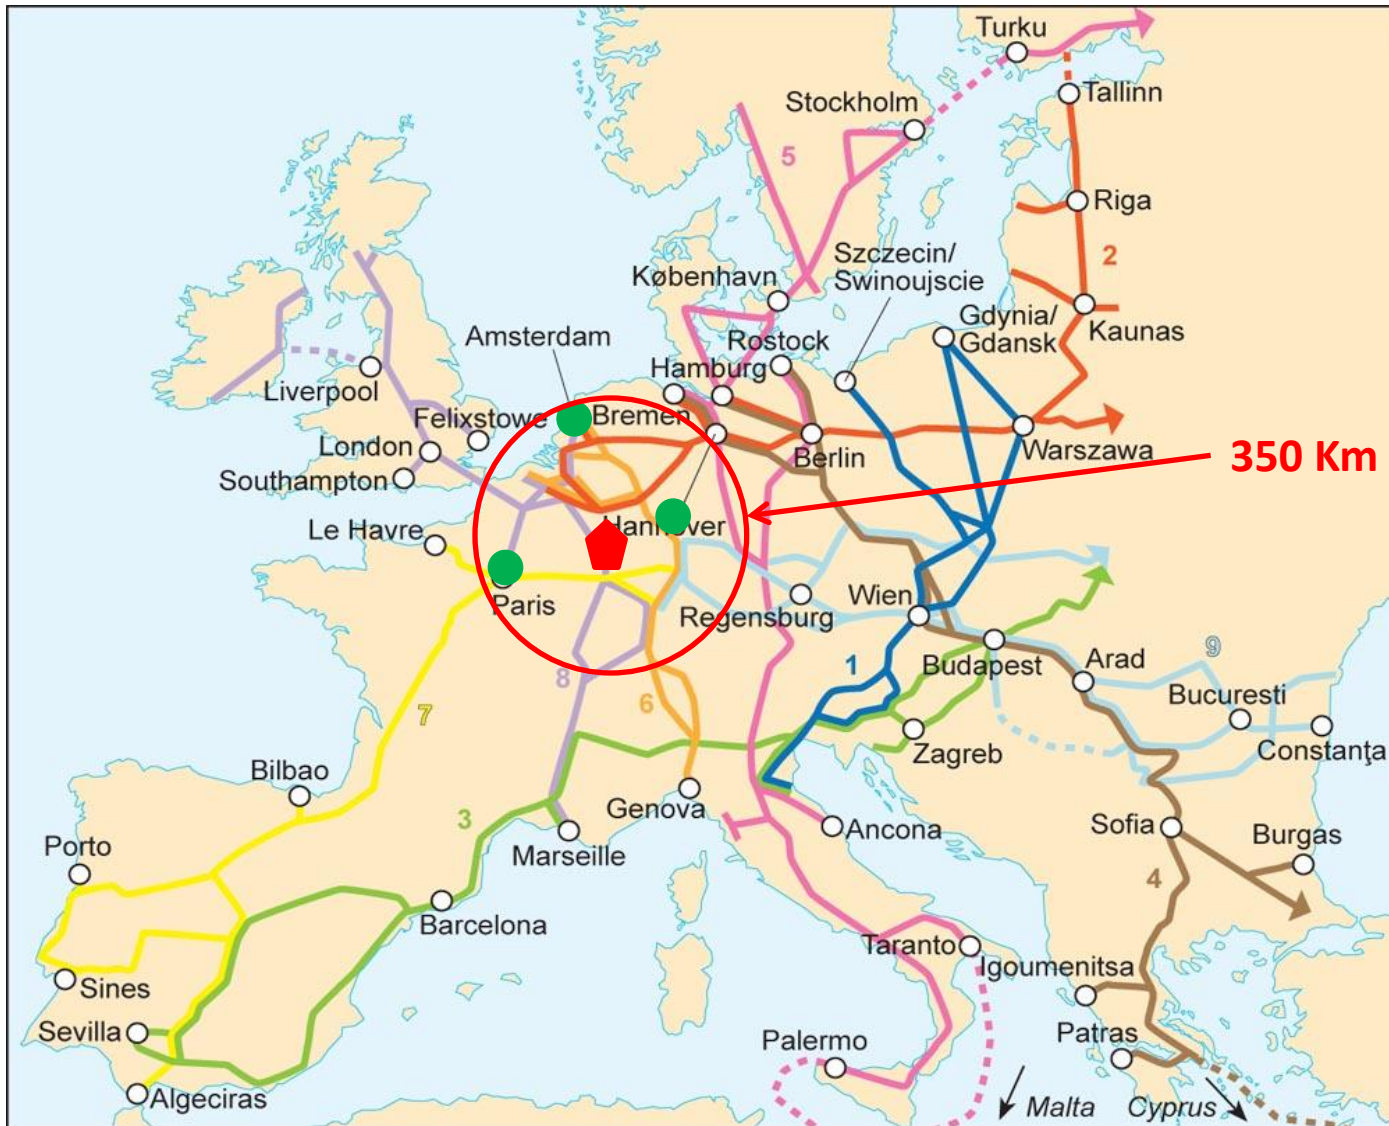 Turku
Tallinn
Stockholm
5
Riga
2
Szczecin/
Swinoujscie
København
Gdynia/
Gdansk
Kaunas
Amsterdam
Rostock
Hamburg
Liverpool
Felixstowe
Bremen
London
Berlin
Warszawa
350 Km
Southampton
Le Havre
Hannover
Paris
Regensburg
Wien
9
Budapest
Arad
8
1
Bucuresti
6
7
Zagreb
Constanţa
Bilbao
Genova
3
Ancona
Sofia
Burgas
Porto
Marseille
4
Barcelona
Taranto
Igoumenitsa
Sines
Sevilla
Palermo
Patras
Algeciras
Malta
Cyprus